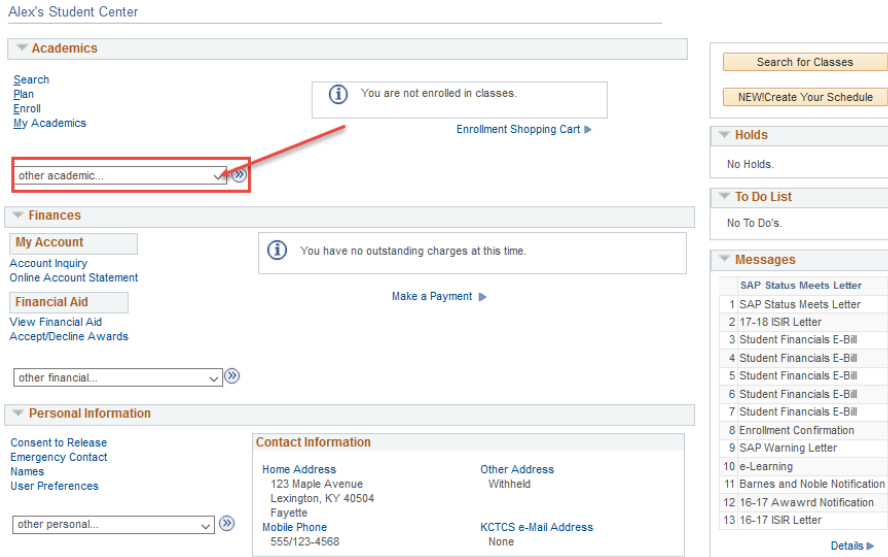 Alex's Student Center
Academics
Search
Plan
Enroll
My Academics
You are not enrolled in classes.
Enrollment Shopping Cart
other academic...
Finances
My Account
Account Inquiry
Online Account Statement
Financial Aid
View Financial Aid
Accept/Decline Awards
You have no outstanding charges at this time.
Make a Payment
other financial...
Personal Information
Consent to Release
Emergency Contact
Names
User Preferences
other personal...
Contact Information
Home Address
123 Maple Avenue
Lexington, KY 40504
Fayette
Mobile Phone
555/123-4568
Other Address
Withheld
KCTCS e-Mail Address
None
Search for Classes
NEW!Create Your Schedule
Holds
No Holds.
To Do List
No To Do's.
Messages
SAP Status Meets Letter
1 SAP Status Meets Letter
2 17-18 ISIR Letter
3 Student Financials E-Bill
4 Student Financials E-Bill
5 Student Financials E-Bill
6 Student Financials E-Bill
7 Student Financials E-Bill
8 Enrollment Confirmation
9 SAP Warning Letter
10 e-Learning
11 Barnes and Noble Notification
12 16-17 Awawrd Notification
13 16-17 ISIR Letter
Details